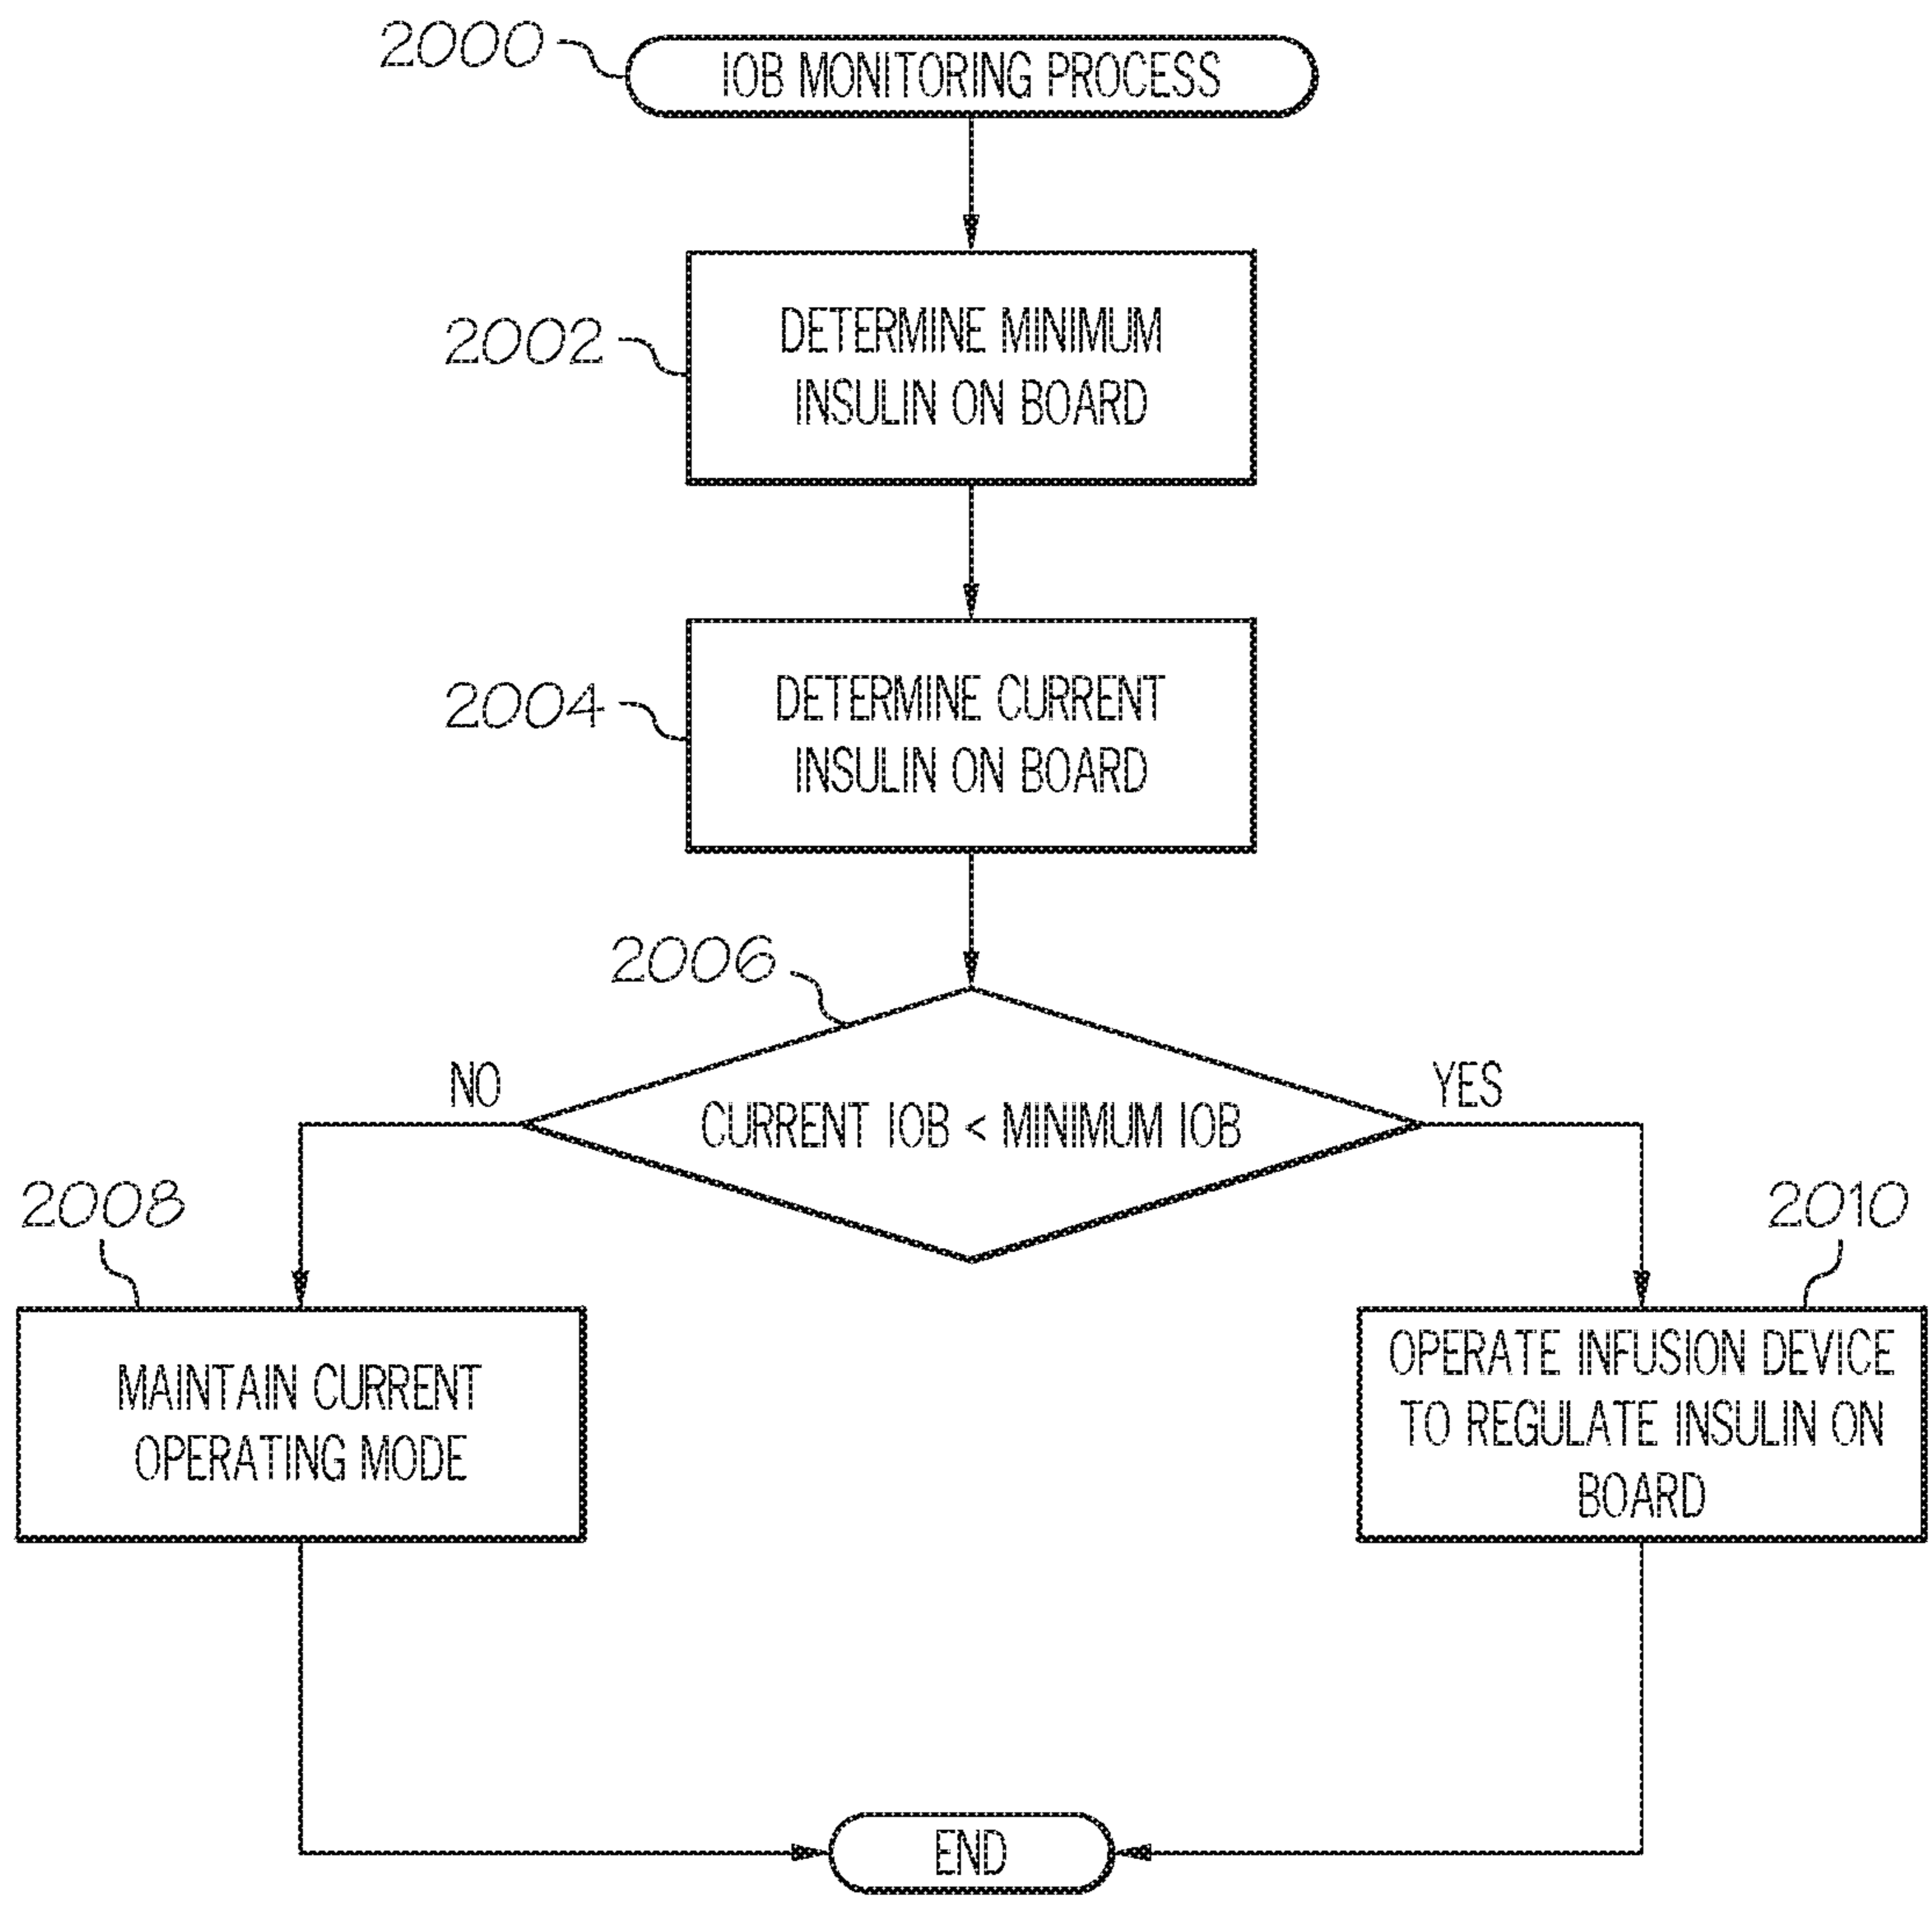 2000
IOB MONITORING PROCESS
2002
DETERMINE MINIMUM
INSULIN ON BOARD
2004
DETERMINE CURRENT
INSULIN ON BOARD
2006
NO
CURRENT IOB < MINIMUM IOB
YES
2008
MAINTAIN CURRENT
OPERATING MODE
2010
OPERATE INFUSION DEVICE
TO REGULATE INSULIN ON
BOARD
END